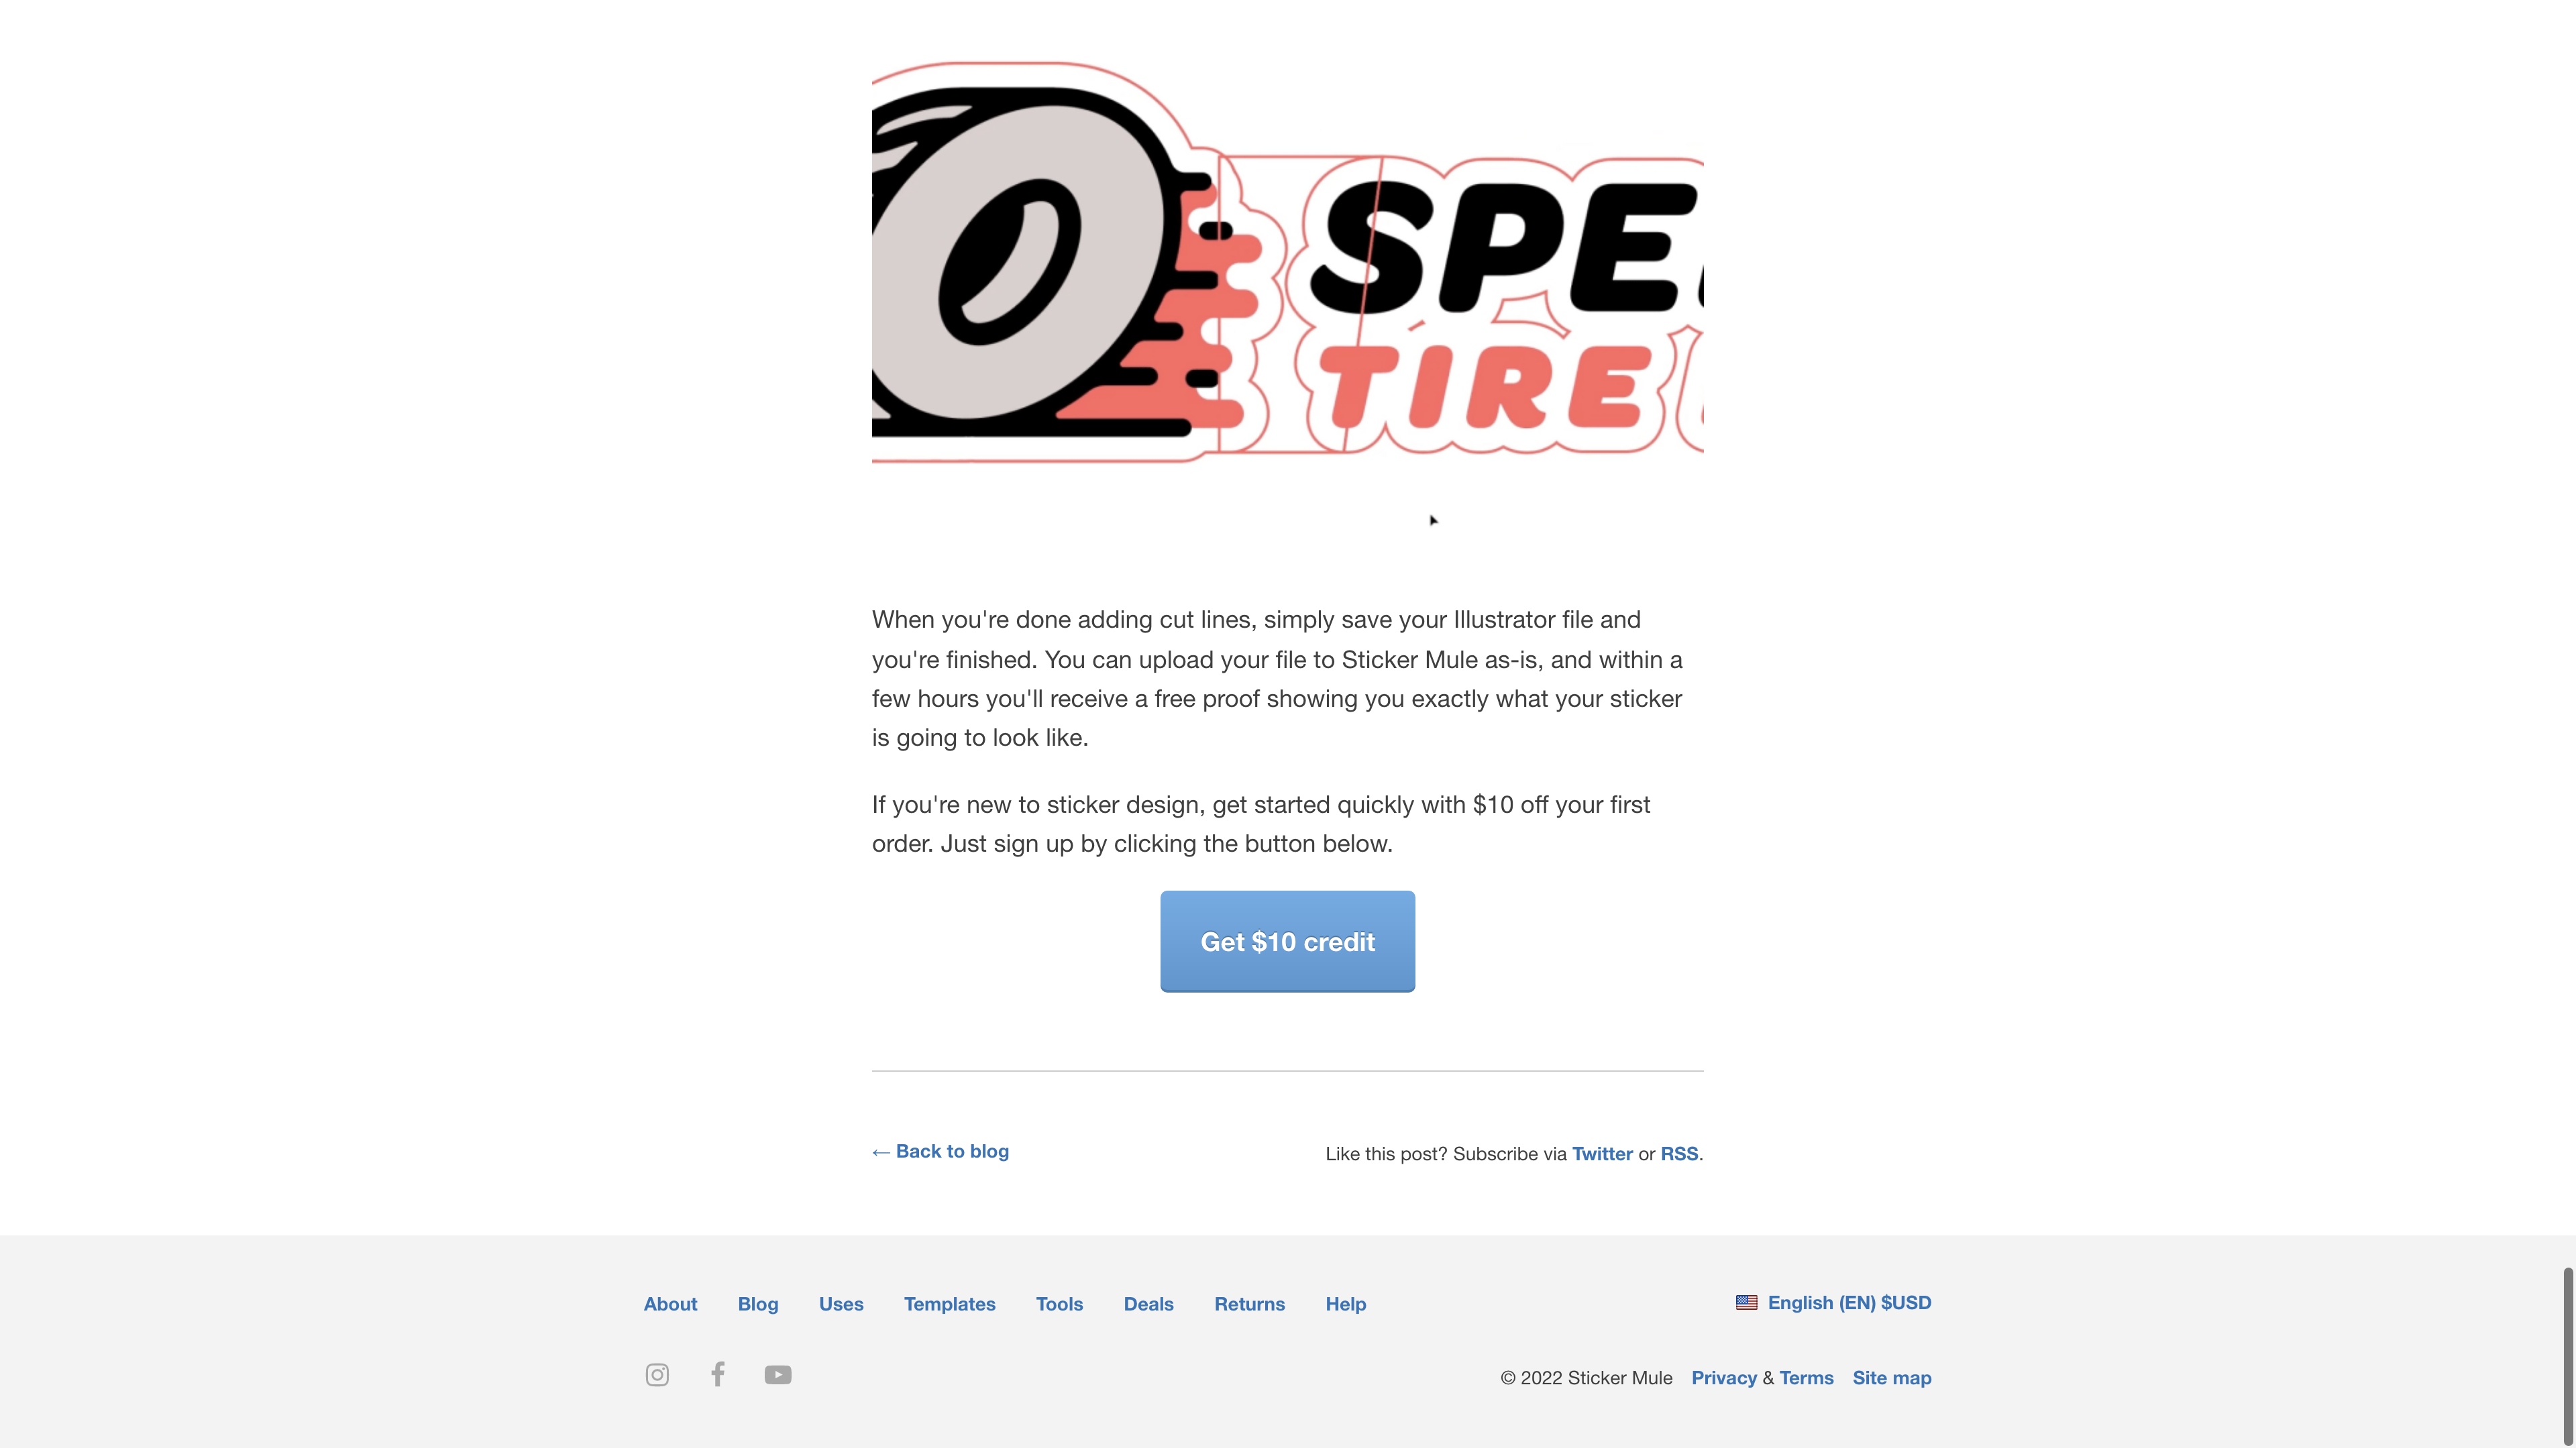 SPE
TIRE
When you're done adding cut lines, simply save your Illustrator file and
you're finished. You can upload your file to Sticker Mule as-is, and within a
few hours you'll receive a free proof showing you exactly what your sticker
is going to look like.
If you're new to sticker design, get started quickly with $10 off your first
order. Just sign up by clicking the button below.
Get $10 credit
← Back to blog
Like this post? Subscribe via Twitter or RSS.
About Blog Uses Templates Tools Deals Returns Help
English (EN) $USD
© 2022 Sticker Mule Privacy & Terms Site map